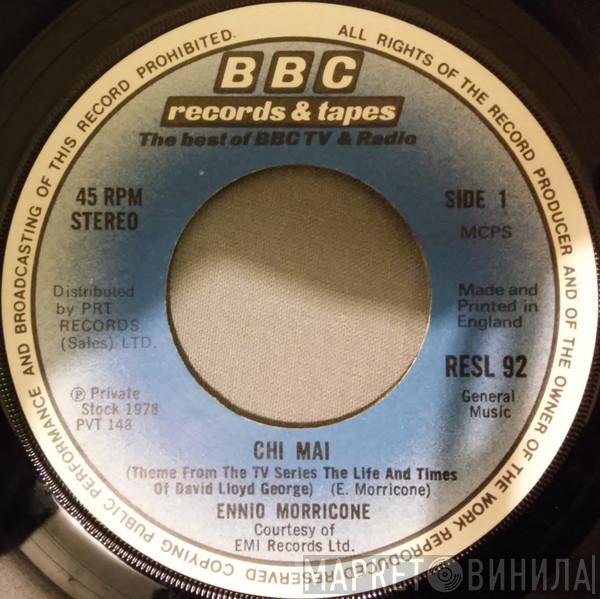 ALL RIGHTS OF THE RECORD PRODUCER AND OF THE OWNER OF THE WORK REPRODUCED RESERVED COPYING PUBLIC PERFORMANCE AND BROADCASTING OF THIS RECORD PROHIBITED.
BBC
records & tapes
The best of BBC TV & Radio
45 RPM
STEREO
SIDE 1
MCPS
Distributed
by PRT
RECORDS
(Sales) LTD.
Made and
Printed in
England
Ⓟ Private
Stock 1978
PVT 148
RESL 92
General
Music
CHI MAI
(Theme From The TV Series The Life And Times
Of David Lloyd George) (E. Morricone)
ENNIO MORRICONE
Courtesy of
EMI Records Ltd.
МАРКЕТ ВИНИЛА